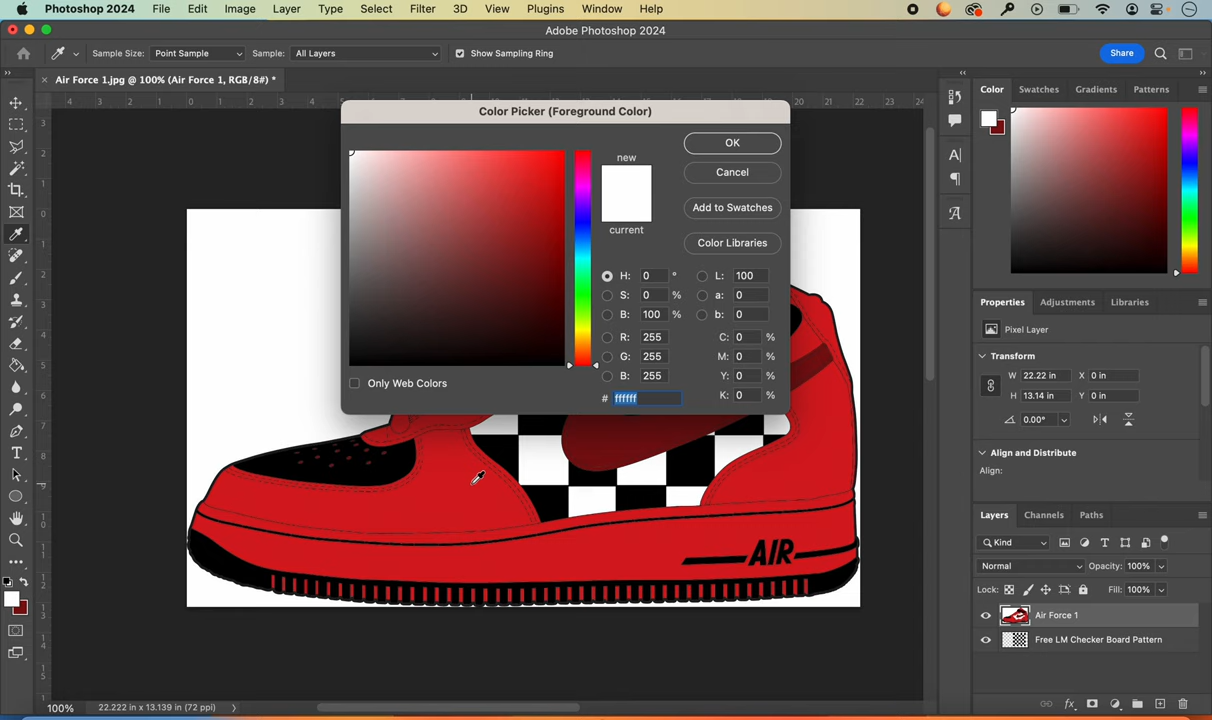 Photoshop 2024 File Edit Image Layer Type Select Filter 3D View Plugins Window Help
Adobe Photoshop 2024
Sample Size: Point Sample Sample: All Layers Show Sampling Ring Share
Air Force 1.jpg @ 100% (Air Force 1, RGB/8#) *
Color Swatches Gradients Patterns
Color Picker (Foreground Color)
new
current
OK
Cancel
Add to Swatches
Color Libraries
H: 0 ° L: 100
S: 0 % a: 0
B: 100 % b: 0
R: 255 C: 0 %
G: 255 M: 0 %
B: 255 Y: 0 %
# ffffff K: 0 %
Only Web Colors
Properties Adjustments Libraries
Pixel Layer
Transform
W 22.22 in X 0 in
H 13.14 in Y 0 in
0.00°
Align and Distribute
Align:
Layers Channels Paths
Kind
Normal Opacity: 100%
Lock: Fill: 100%
Air Force 1
Free LM Checker Board Pattern
AIR
100% 22.222 in x 13.139 in (72 ppi)